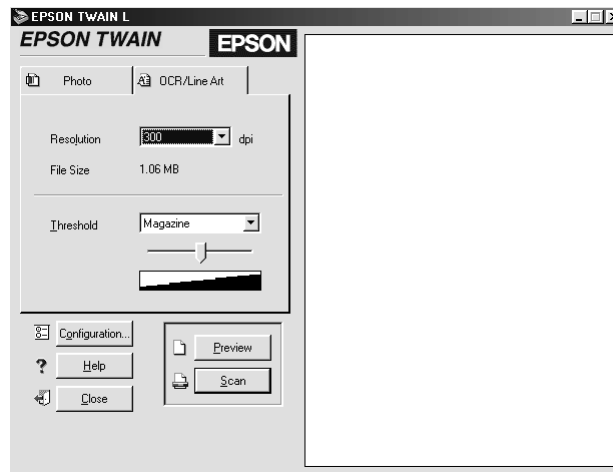 EPSON TWAIN L
EPSON TWAIN EPSON
Photo OCR/Line Art
Resolution 300 dpi
File Size 1.06 MB
Threshold Magazine
Configuration...
Preview
Help
Scan
Close